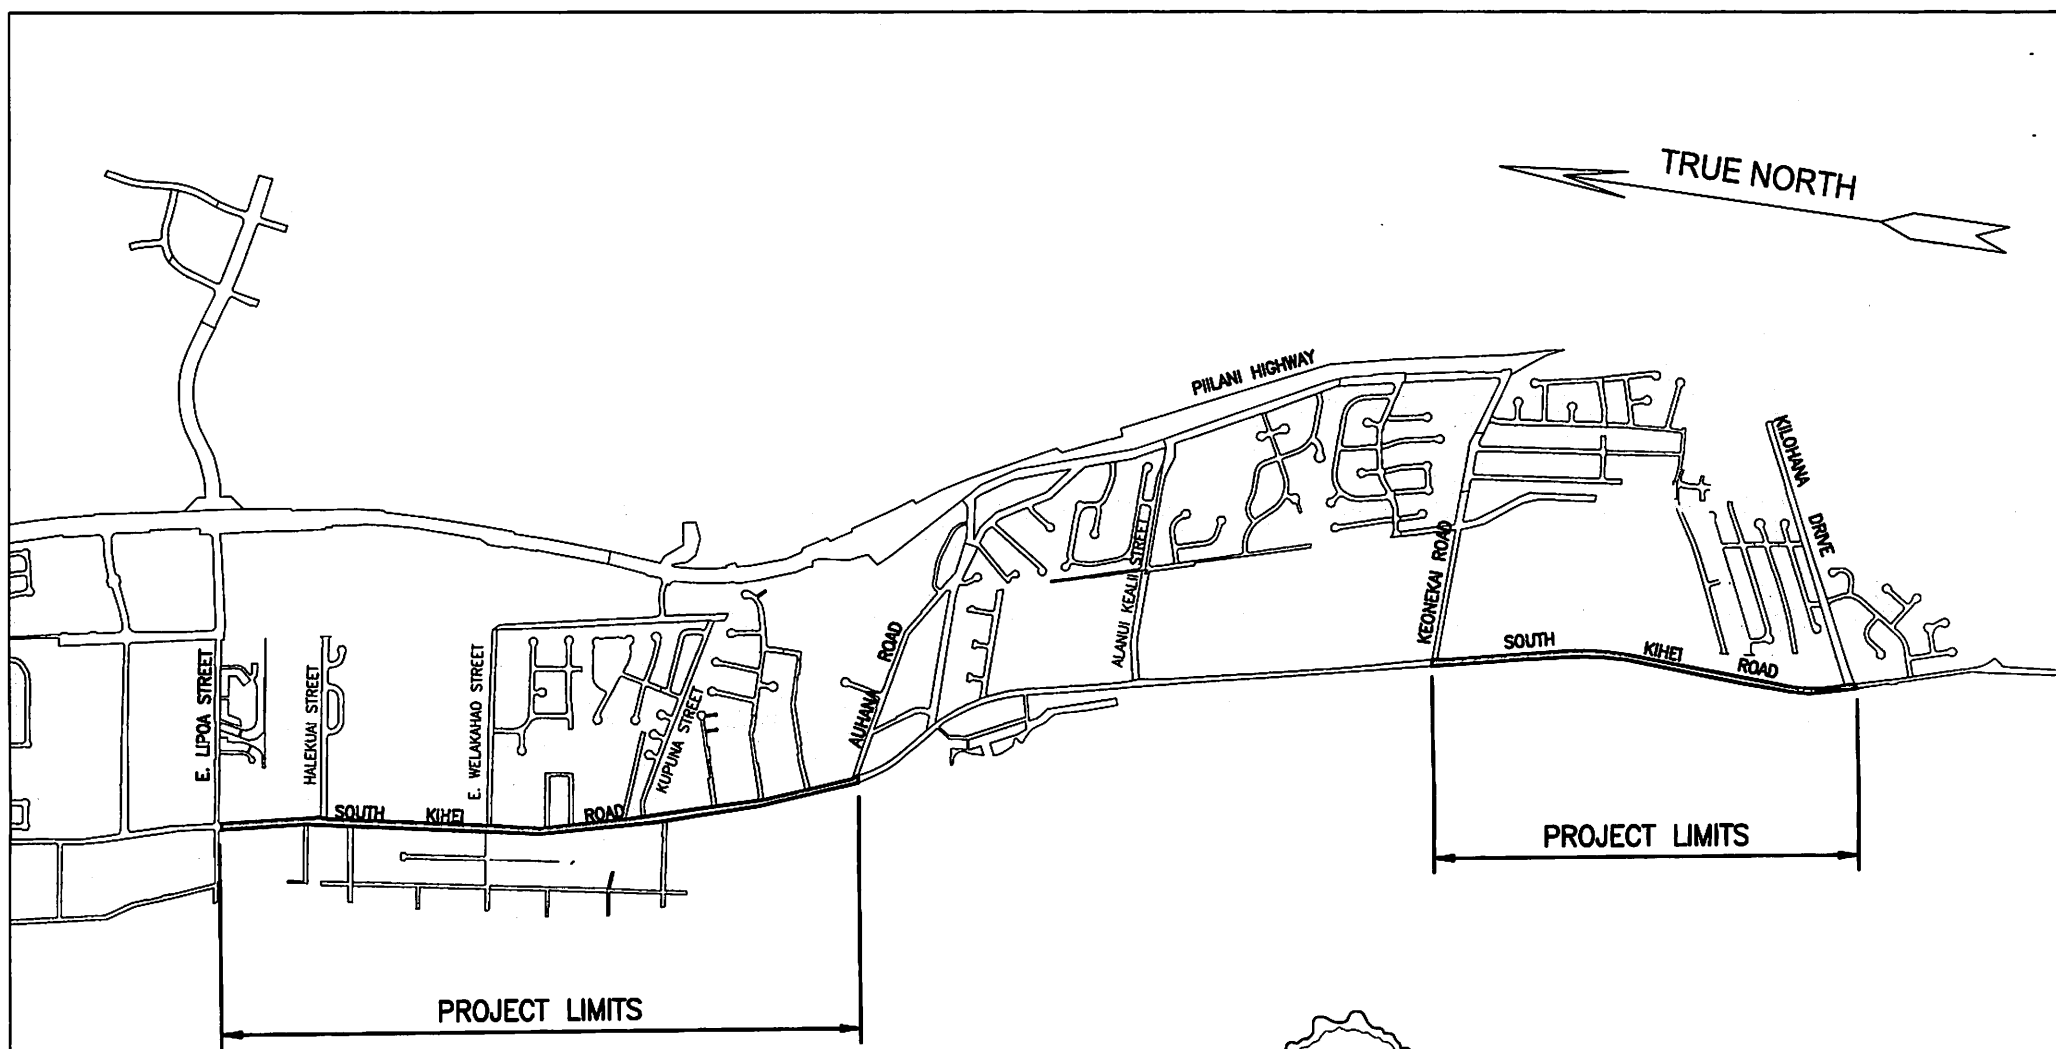 TRUE NORTH
PIILANI HIGHWAY
KILOHANA DRIVE
ALANUI KEALII STREET
KEONEKAI ROAD
AUHANA ROAD
E. LIPOA STREET
HALEKUAI STREET
E. WELAKAHAO STREET
KUPUNA STREET
SOUTH KIHEI ROAD
SOUTH KIHEI ROAD
PROJECT LIMITS
PROJECT LIMITS